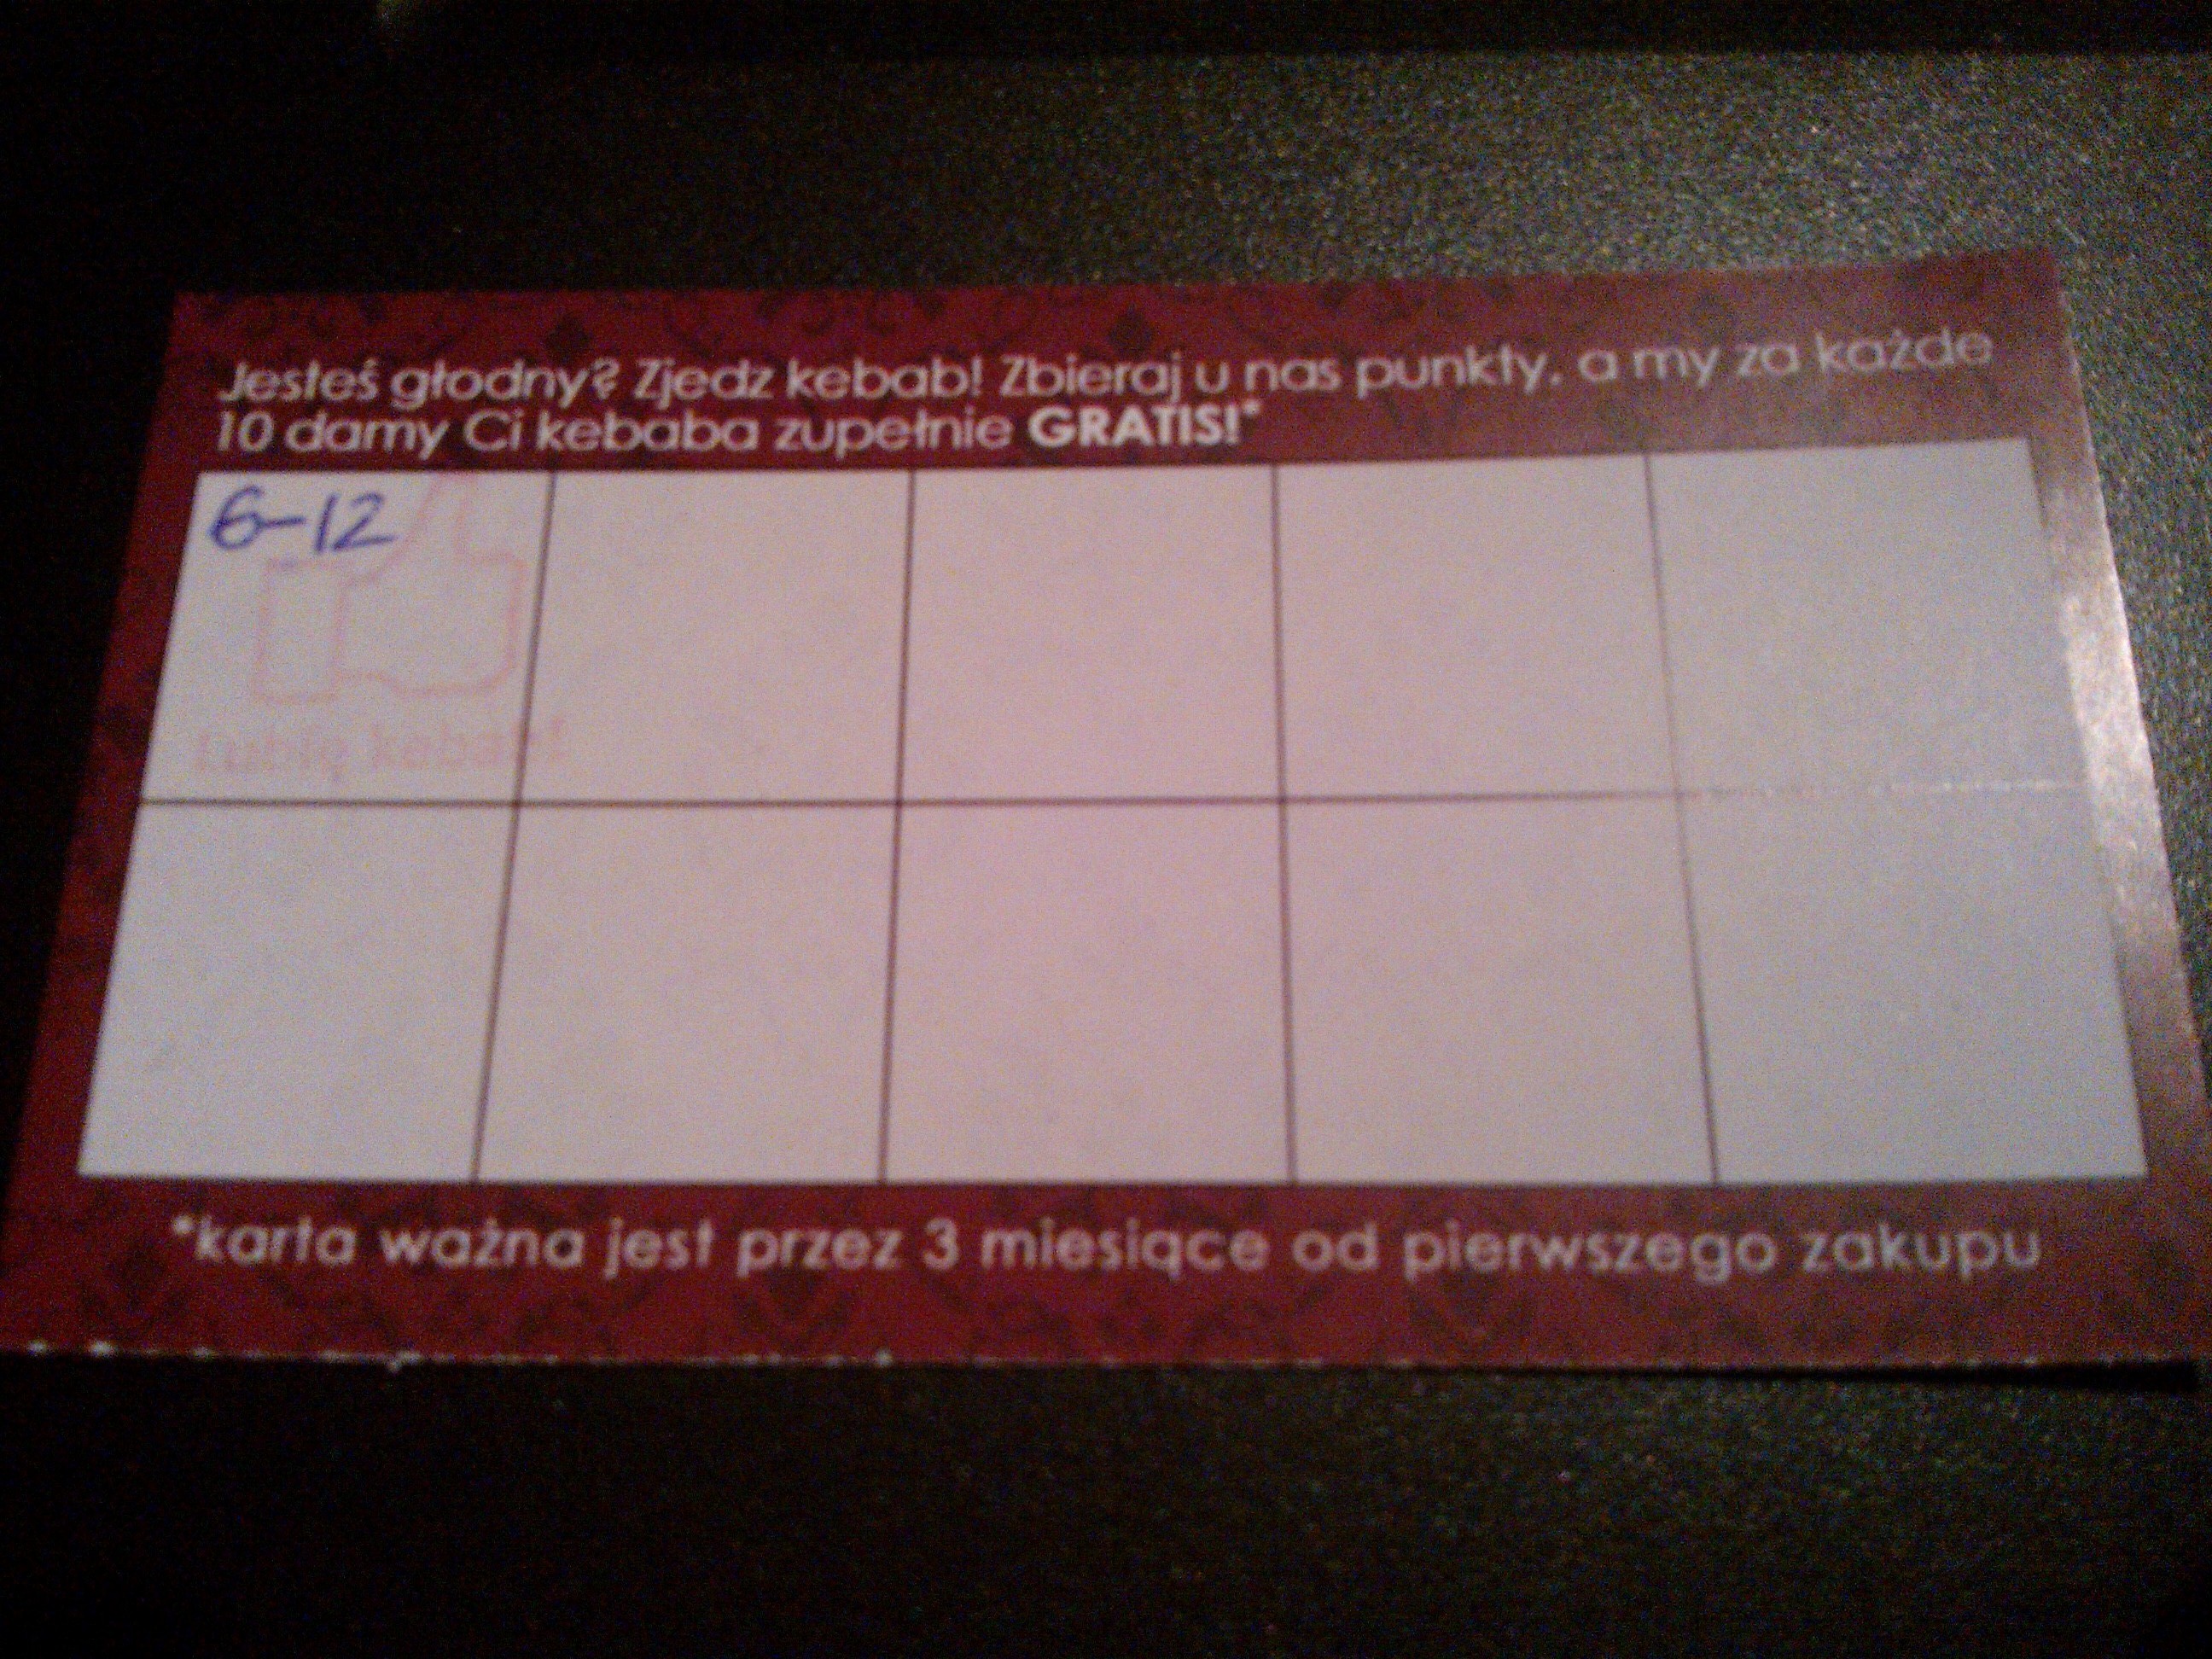 Jesteś głodny? Zjedz kebab! Zbieraj u nas punkty, a my za każde
10 damy Ci kebaba zupełnie GRATIS!*
6-12
Lubię kebab!
*karta ważna jest przez 3 miesiące od pierwszego zakupu